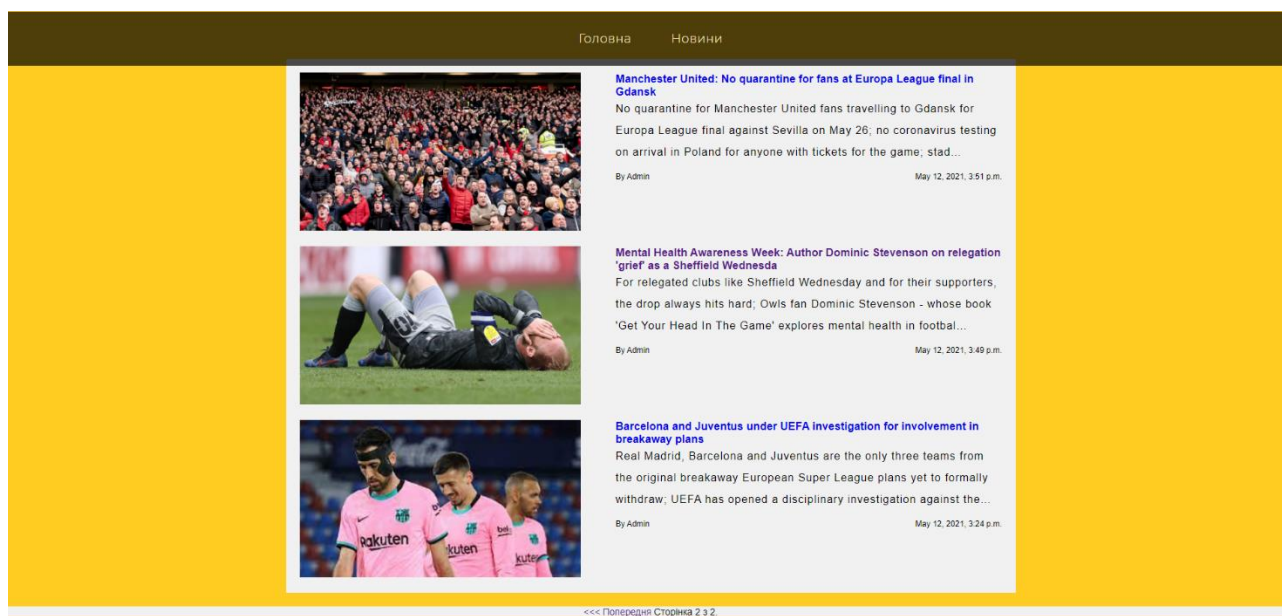 Головна Новини
Manchester United: No quarantine for fans at Europa League final in
Gdansk
No quarantine for Manchester United fans travelling to Gdansk for
Europa League final against Sevilla on May 26; no coronavirus testing
on arrival in Poland for anyone with tickets for the game; stad...
By Admin May 12, 2021, 3:51 p.m.
Mental Health Awareness Week: Author Dominic Stevenson on relegation
'grief' as a Sheffield Wednesda
For relegated clubs like Sheffield Wednesday and for their supporters,
the drop always hits hard; Owls fan Dominic Stevenson - whose book
'Get Your Head In The Game' explores mental health in footbal...
By Admin May 12, 2021, 3:49 p.m.
Barcelona and Juventus under UEFA investigation for involvement in
breakaway plans
Real Madrid, Barcelona and Juventus are the only three teams from
the original breakaway European Super League plans yet to formally
withdraw; UEFA has opened a disciplinary investigation against the...
By Admin May 12, 2021, 3:24 p.m.
Rakuten
<<< Попередня Сторінка 2 з 2.